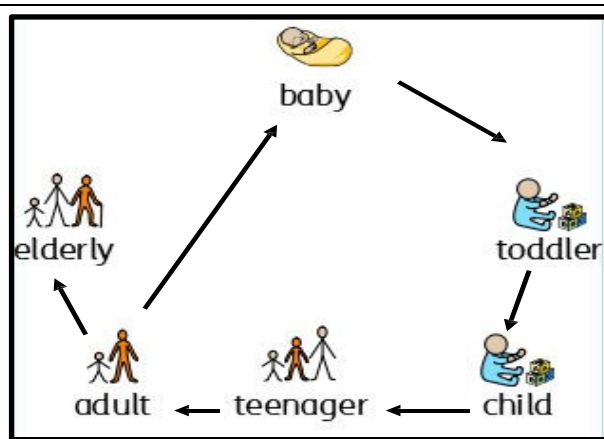 baby
elderly
toddler
adult
teenager
child